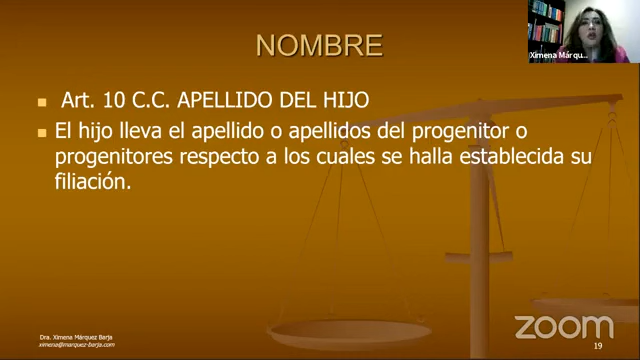 NOMBRE
Ximena Márqu...
Art. 10 C.C. APELLIDO DEL HIJO
El hijo lleva el apellido o apellidos del progenitor o
progenitores respecto a los cuales se halla establecida su
filiación.
Dra. Ximena Márquez Barja
ximena@marquez-barja.com
zoom
19